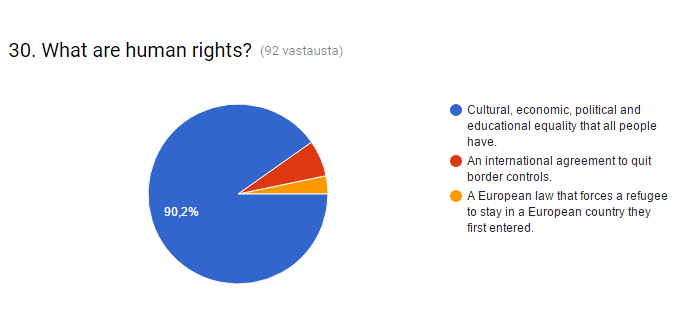 30. What are human rights? (92 vastausta)
90,2%
Cultural, economic, political and
educational equality that all people
have.
An international agreement to quit
border controls.
A European law that forces a refugee
to stay in a European country they
first entered.